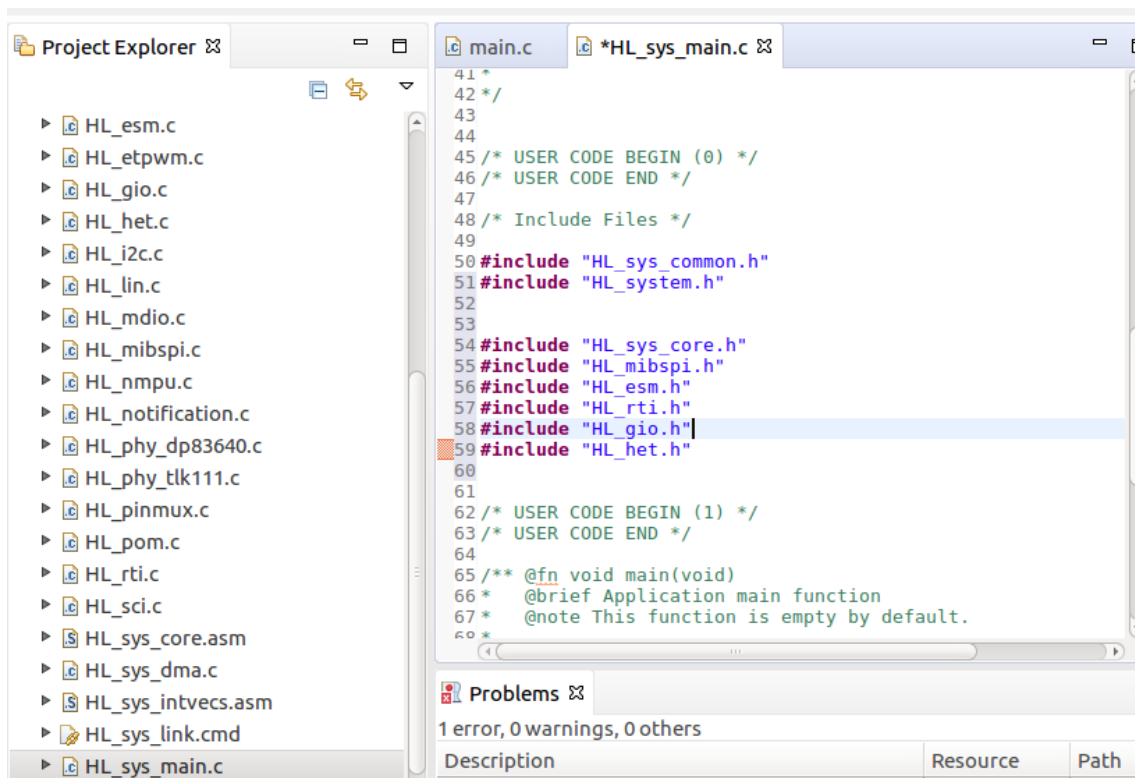 Project Explorer
HL_esm.c
HL_etpwm.c
HL_gio.c
HL_het.c
HL_i2c.c
HL_lin.c
HL_mdio.c
HL_mibspi.c
HL_nmpu.c
HL_notification.c
HL_phy_dp83640.c
HL_phy_tlk111.c
HL_pinmux.c
HL_pom.c
HL_rti.c
HL_sci.c
HL_sys_core.asm
HL_sys_dma.c
HL_sys_intvecs.asm
HL_sys_link.cmd
HL_sys_main.c
main.c *HL_sys_main.c
41 *
42 */
43
44
45 /* USER CODE BEGIN (0) */
46 /* USER CODE END */
47
48 /* Include Files */
49
50 #include "HL_sys_common.h"
51 #include "HL_system.h"
52
53
54 #include "HL_sys_core.h"
55 #include "HL_mibspi.h"
56 #include "HL_esm.h"
57 #include "HL_rti.h"
58 #include "HL_gio.h"
59 #include "HL_het.h"
60
61
62 /* USER CODE BEGIN (1) */
63 /* USER CODE END */
64
65 /** @fn void main(void)
66 * @brief Application main function
67 * @note This function is empty by default.
68 *
Problems
1 error, 0 warnings, 0 others
Description Resource Path